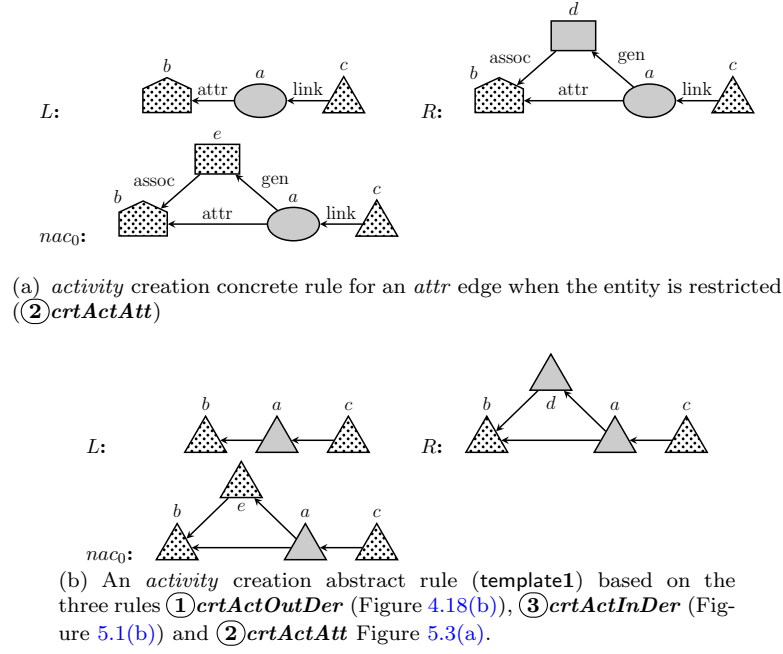 d
assoc
gen
b
a
c
b
a
c
attr
link
attr
link
L:
R:
e
assoc
gen
b
a
c
attr
link
nac0:
(a) activity creation concrete rule for an attr edge when the entity is restricted
(②crtActAtt)
b
a
c
d
b
a
c
L:
R:
e
b
a
c
nac0:
(b) An activity creation abstract rule (template1) based on the
three rules ①crtActOutDer (Figure 4.18(b)), ③crtActInDer (Fig-
ure 5.1(b)) and ②crtActAtt Figure 5.3(a).